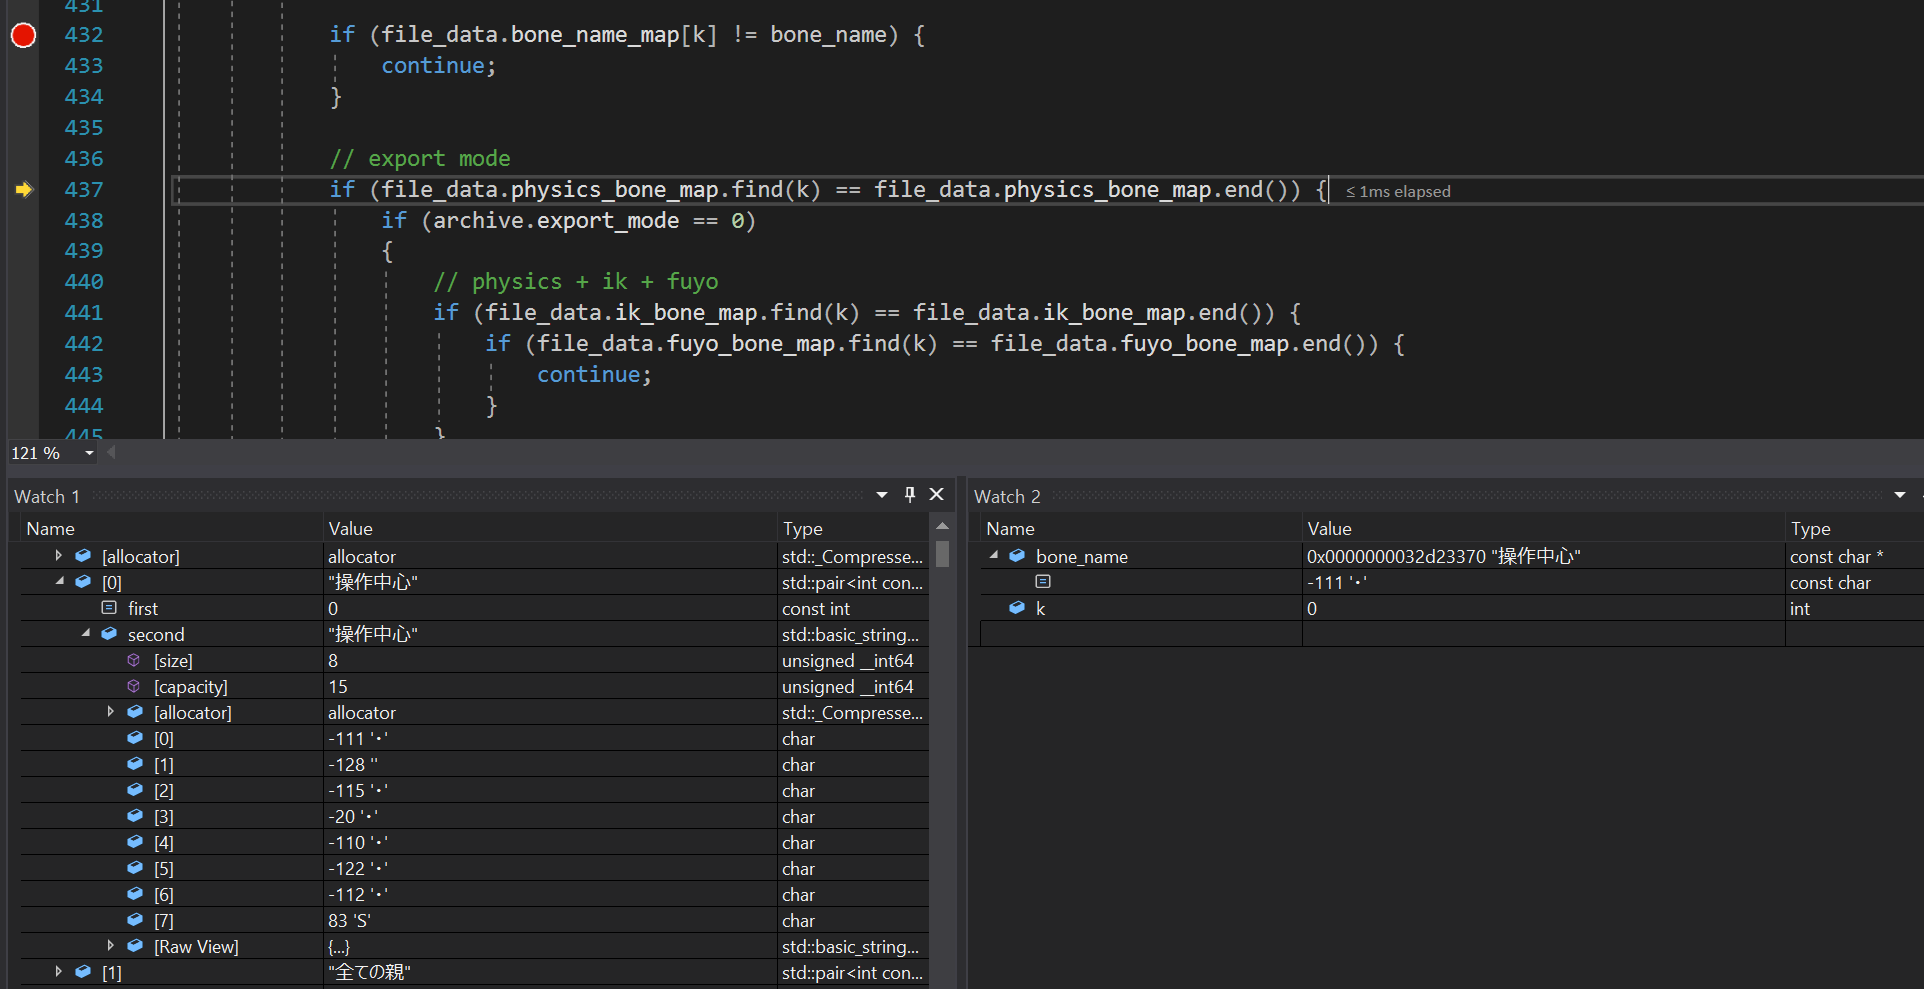 431
432 if (file_data.bone_name_map[k] != bone_name) {
433 continue;
434 }
435
436 // export mode
437 if (file_data.physics_bone_map.find(k) == file_data.physics_bone_map.end()) { ≤ 1ms elapsed
438 if (archive.export_mode == 0)
439 {
440 // physics + ik + fuyo
441 if (file_data.ik_bone_map.find(k) == file_data.ik_bone_map.end()) {
442 if (file_data.fuyo_bone_map.find(k) == file_data.fuyo_bone_map.end()) {
443 continue;
444 }
445 }
121 %
Watch 1
Name Value Type
[allocator] allocator std::_Compresse...
[0] "操作中心" std::pair<int con...
first 0 const int
second "操作中心" std::basic_string...
[size] 8 unsigned __int64
[capacity] 15 unsigned __int64
[allocator] allocator std::_Compresse...
[0] -111 '･' char
[1] -128 '' char
[2] -115 '･' char
[3] -20 '･' char
[4] -110 '･' char
[5] -122 '･' char
[6] -112 '･' char
[7] 83 'S' char
[Raw View] {...} std::basic_string...
[1] "全ての親" std::pair<int con...
Watch 2
Name Value Type
bone_name 0x0000000032d23370 "操作中心" const char *
-111 '･' const char
k 0 int